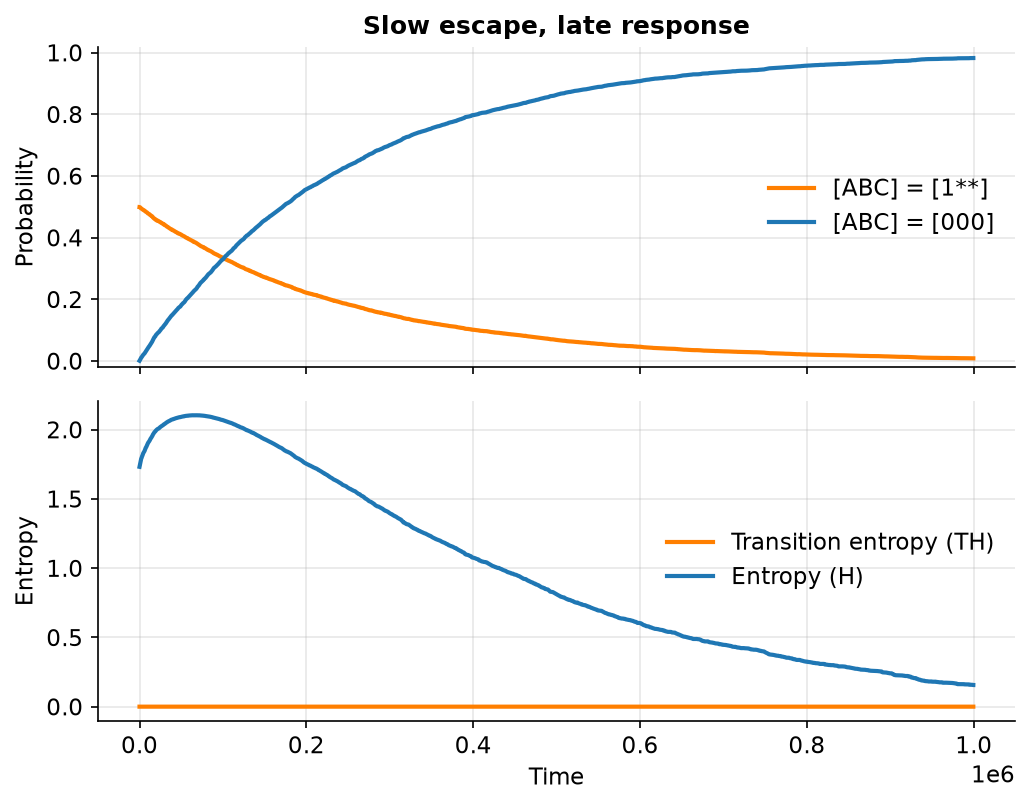 Slow escape, late response
1.0
0.8
0.6
0.4
0.2
0.0
Probability
[ABC] = [1**]
[ABC] = [000]
2.0
1.5
1.0
0.5
0.0
Entropy
Transition entropy (TH)
Entropy (H)
0.0 0.2 0.4 0.6 0.8 1.0
1e6
Time